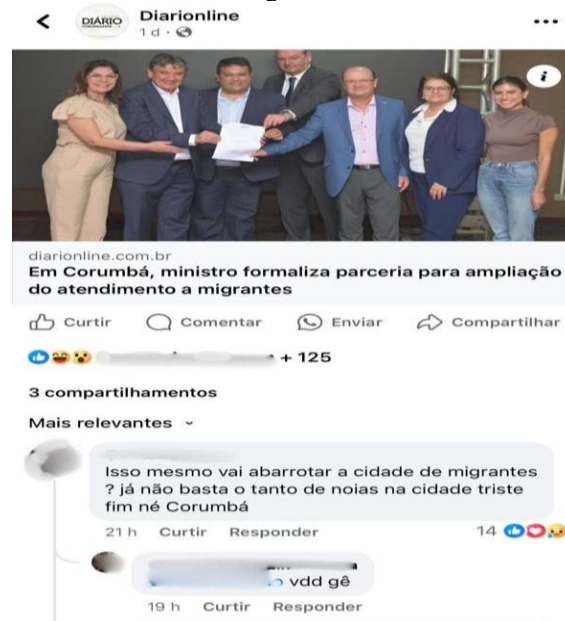 Diarionline
DIÁRIO
1 d
diarionline.com.br
Em Corumbá, ministro formaliza parceria para ampliação
do atendimento a migrantes
Curtir Comentar Enviar Compartilhar
+ 125
3 compartilhamentos
Mais relevantes
Isso mesmo vai abarrotar a cidade de migrantes
? já não basta o tanto de noias na cidade triste
fim né Corumbá
21 h Curtir Responder 14
vdd gê
19 h Curtir Responder